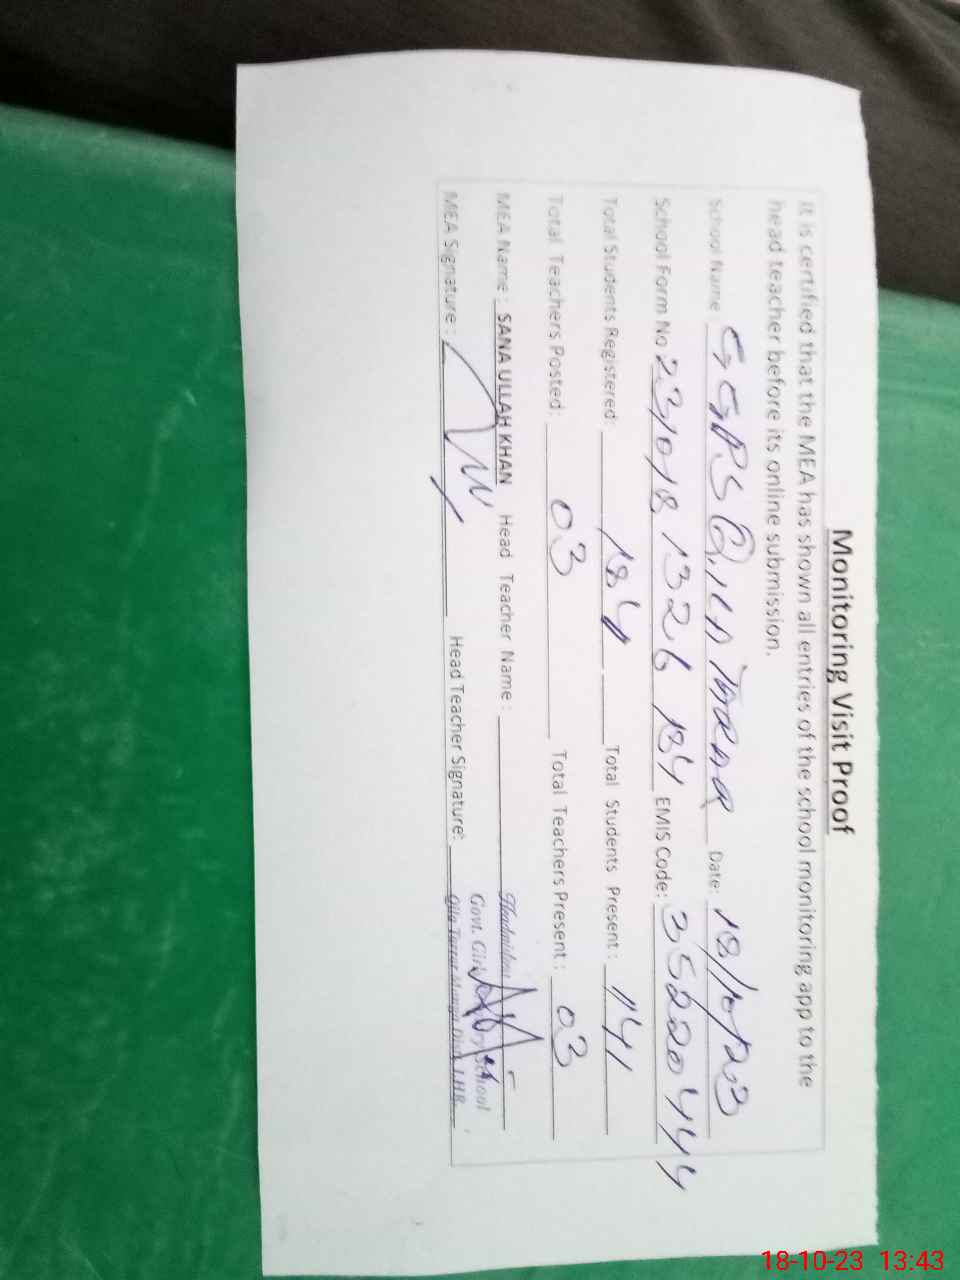 Monitoring Visit Proof
It is certified that the MEA has shown all entries of the school monitoring app to the
head teacher before its online submission.
School Name GGPS Qila Tarar Date: 18/10/23
School Form No 231018 1326 184 EMIS Code: 35220444
Total Students Registered: 184 Total Students Present: 141
Total Teachers Posted: 03 Total Teachers Present: 03
MEA Name: SANA ULLAH KHAN Head Teacher Name: Headmistress
Govt. Girls School
MEA Signature: Head Teacher Signature: Qila Tarar
18-10-23 13:43